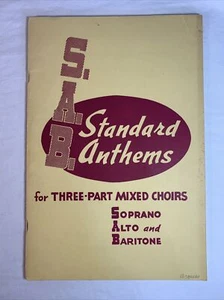 S.A.B.
Standard
Anthems
for THREE-PART MIXED CHOIRS
SOPRANO
ALTO and
BARITONE